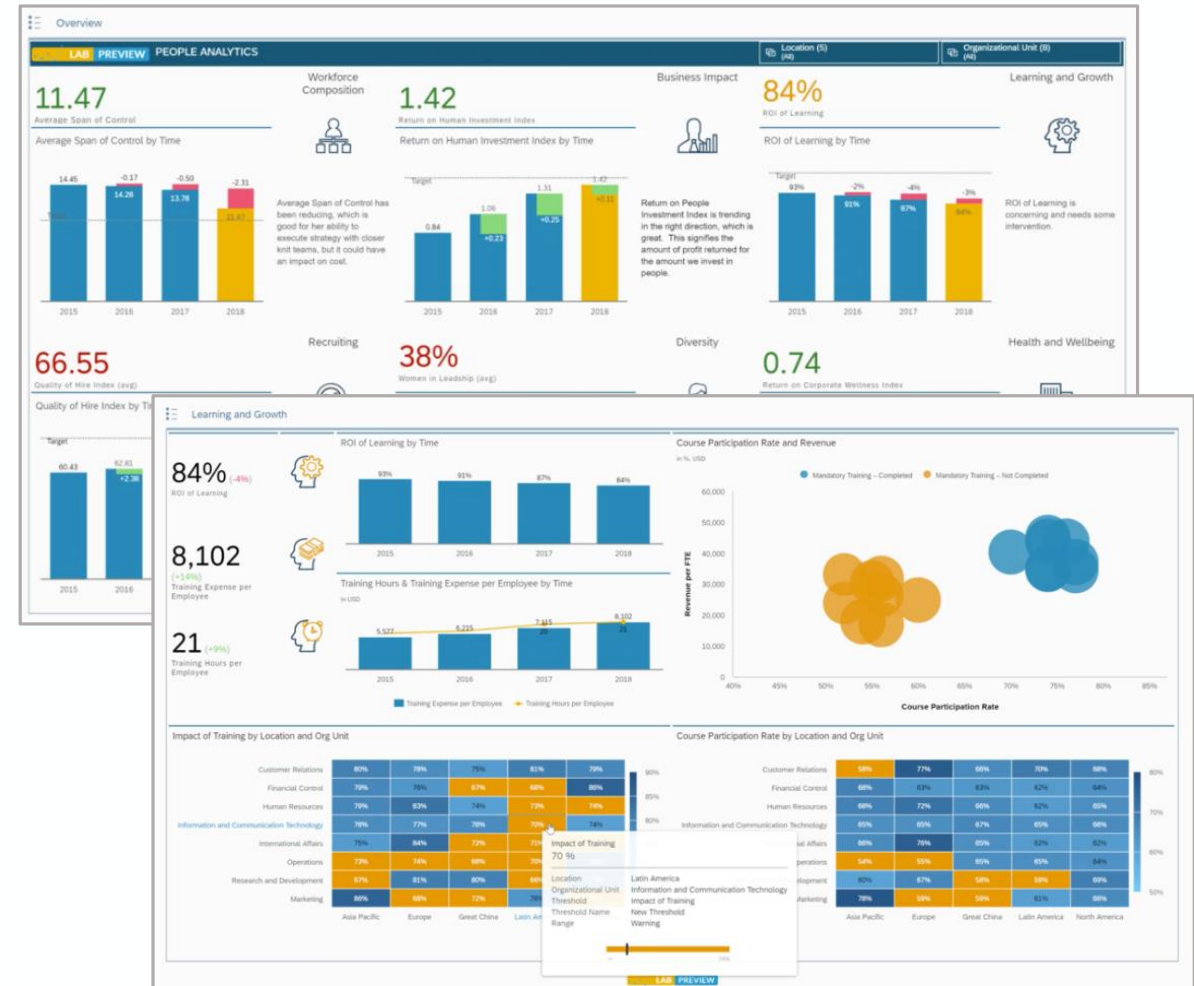 Overview
LAB PREVIEW PEOPLE ANALYTICS
Location (5)
(All)
Organizational Unit (8)
(All)
11.47
Average Span of Control
Workforce
Composition
Average Span of Control by Time
14.45 -0.17 -0.50 -2.31
14.28 13.78 11.47
Target
2015 2016 2017 2018
Average Span of Control has
been reducing, which is
good for her ability to
execute strategy with closer
knit teams, but it could have
an impact on cost.
1.42
Return on Human Investment Index
Business Impact
Return on Human Investment Index by Time
Target
0.84 1.06 1.31 1.42
+0.23 +0.25 +0.11
2015 2016 2017 2018
Return on People
Investment Index is trending
in the right direction, which is
great. This signifies the
amount of profit returned for
the amount we invest in
people.
84%
ROI of Learning
Learning and Growth
ROI of Learning by Time
Target
93% -2% -4% -3%
91% 87% 84%
2015 2016 2017 2018
ROI of Learning is
concerning and needs some
intervention.
66.55
Quality of Hire Index (avg)
Recruiting
Quality of Hire Index by
Target
60.43 62.81
+2.38
2015 2016
38%
Women in Leadship (avg)
Diversity
0.74
Return on Corporate Wellness Index
Health and Wellbeing
Learning and Growth
84% (-4%)
ROI of Learning
8,102
(+14%)
Training Expense per
Employee
21 (+9%)
Training Hours per
Employee
ROI of Learning by Time
93% 91% 87% 84%
2015 2016 2017 2018
Training Hours & Training Expense per Employee by Time
in USD
5,527 6,215 7,115 8,102
20 21
2015 2016 2017 2018
Training Expense per Employee Training Hours per Employee
Course Participation Rate and Revenue
in %, USD
Mandatory Training – Completed Mandatory Training – Not Completed
Revenue per FTE
60,000
50,000
40,000
30,000
20,000
10,000
0
40% 45% 50% 55% 60% 65% 70% 75% 80% 85%
Course Participation Rate
Impact of Training by Location and Org Unit
Customer Relations 80% 78% 75% 81% 79%
Financial Control 79% 76% 67% 68% 86%
Human Resources 79% 83% 74% 73% 74%
Information and Communication Technology 78% 77% 78% 70% 74%
International Affairs 75% 84% 72% 71%
Operations 73% 74% 69% 70%
Research and Development 67% 81% 80%
Marketing 86% 68% 72%
Asia Pacific Europe Great China Latin
90%
85%
80%
Impact of Training
70 %
Location Latin America
Organizational Unit Information and Communication Technology
Threshold Impact of Training
Threshold Name New Threshold
Range Warning
74%
Course Participation Rate by Location and Org Unit
Customer Relations 58% 77% 66% 70% 68%
Financial Control 68% 63% 63% 62% 64%
Human Resources 68% 72% 66% 62% 65%
Information and Communication Technology 65% 65% 67% 65% 66%
Affairs 66% 76% 65% 62% 62%
54% 55% 65% 65% 64%
60% 67% 58% 59% 69%
Marketing 78% 59% 58% 61% 66%
Asia Pacific Europe Great China Latin America North America
80%
70%
60%
50%
LAB PREVIEW